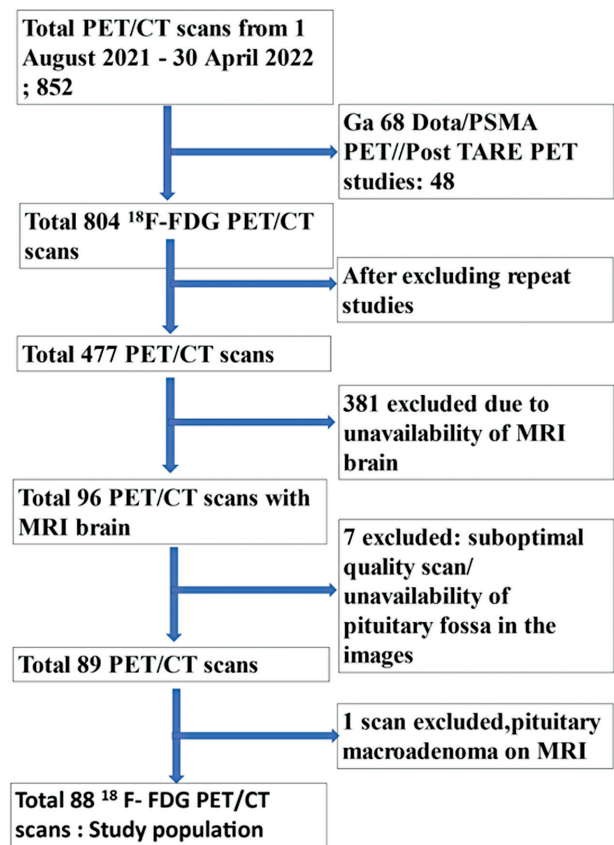 Total PET/CT scans from 1
August 2021 - 30 April 2022
; 852
Ga 68 Dota/PSMA
PET//Post TARE PET
studies: 48
Total 804 ¹⁸F-FDG PET/CT
scans
After excluding repeat
studies
Total 477 PET/CT scans
381 excluded due to
unavailability of MRI
brain
Total 96 PET/CT scans with
MRI brain
7 excluded: suboptimal
quality scan/
unavailability of
pituitary fossa in the
images
Total 89 PET/CT scans
1 scan excluded,pituitary
macroadenoma on MRI
Total 88 ¹⁸ F- FDG PET/CT
scans : Study population